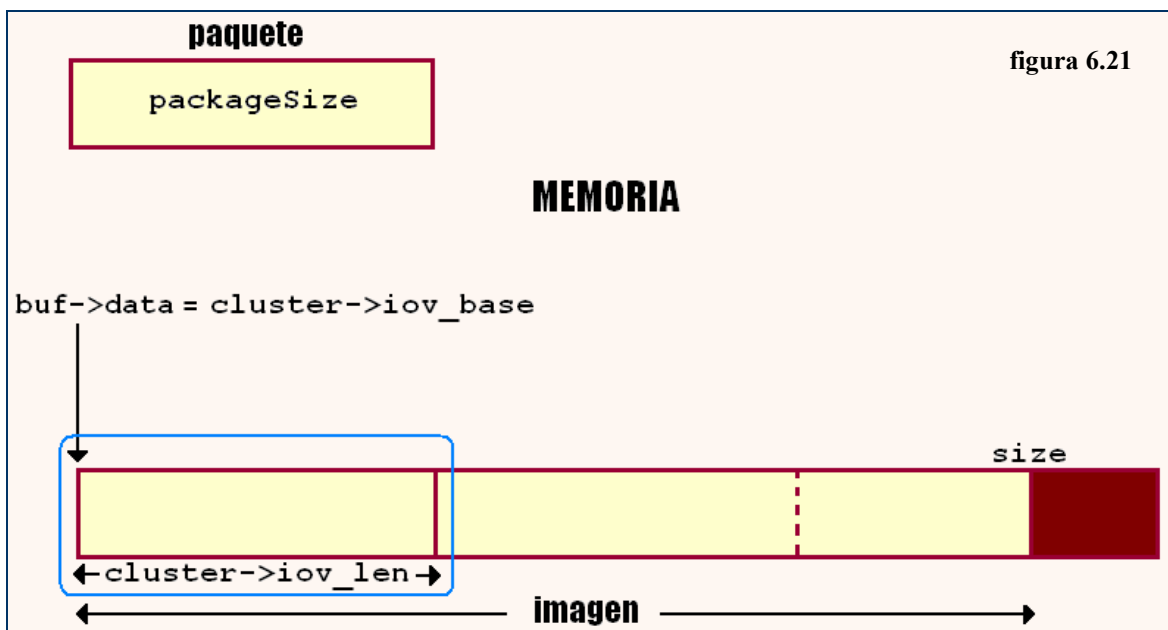 paquete
figura 6.21
packageSize
MEMORIA
buf->data = cluster->iov_base
size
cluster->iov_len
imagen